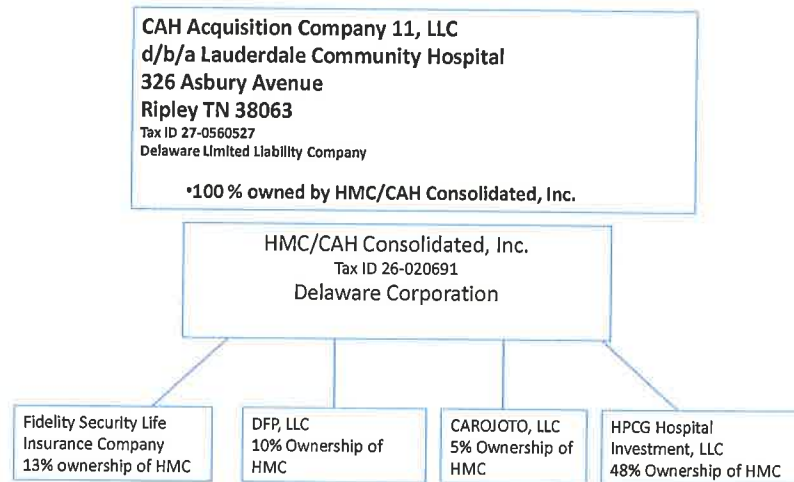 CAH Acquisition Company 11, LLC
d/b/a Lauderdale Community Hospital
326 Asbury Avenue
Ripley TN 38063
Tax ID 27-0560527
Delaware Limited Liability Company
•100 % owned by HMC/CAH Consolidated, Inc.
HMC/CAH Consolidated, Inc.
Tax ID 26-020691
Delaware Corporation
Fidelity Security Life
Insurance Company
13% ownership of HMC
DFP, LLC
10% Ownership of
HMC
CAROJOTO, LLC
5% Ownership of
HMC
HPCG Hospital
Investment, LLC
48% Ownership of HMC